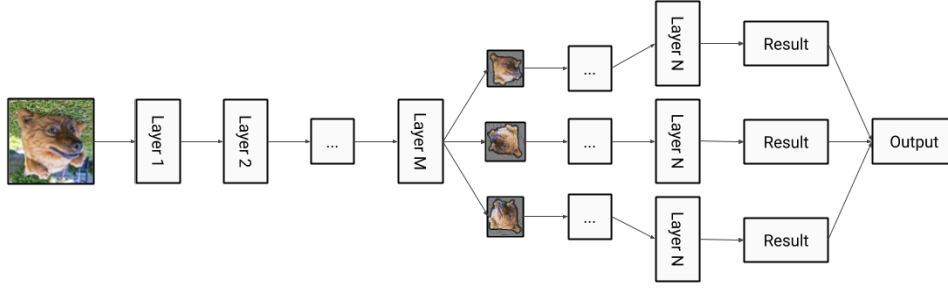 Layer 1
Layer 2
...
Layer M
...
Layer N
Result
...
Layer N
Result
...
Layer N
Result
Output